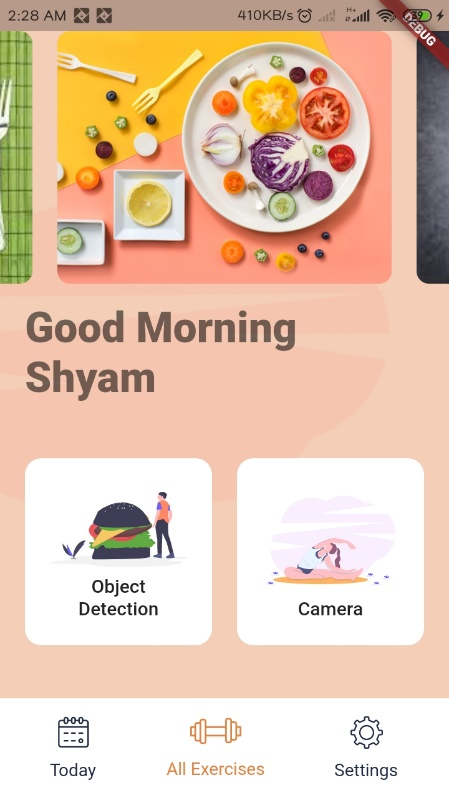 2:28 AM
410KB/s
H+
DEBUG
Good Morning
Shyam
Object
Detection
Camera
Today
All Exercises
Settings